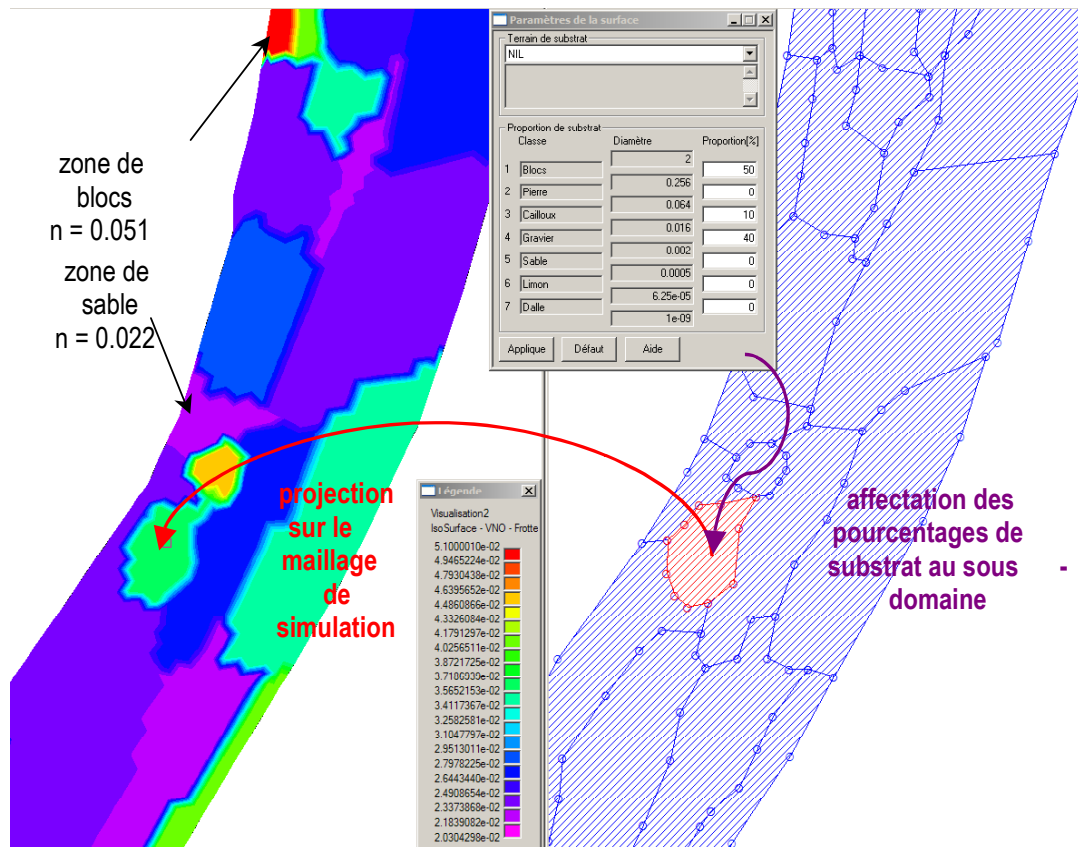 zone de
blocs
n = 0.051
zone de
sable
n = 0.022
Paramètres de la surface
Terrain de substrat
NIL
Proportion de substrat
Classe Diamètre Proportion[%]
2
1 Blocs 50
0.256
2 Pierre 0
0.064
3 Cailloux 10
0.016
4 Gravier 40
0.002
5 Sable 0
0.0005
6 Limon 0
6.25e-05
7 Dalle 0
1e-09
Applique Défaut Aide
projection
sur le
maillage
de
simulation
Légende
Visualisation2
IsoSurface - VNO - Frotte
5.1000010e-02
4.9465224e-02
4.7930438e-02
4.6395652e-02
4.4860866e-02
4.3326084e-02
4.1791297e-02
4.0256511e-02
3.8721725e-02
3.7186939e-02
3.5652153e-02
3.4117367e-02
3.2582581e-02
3.1047797e-02
2.9513011e-02
2.7978225e-02
2.6443440e-02
2.4908654e-02
2.3373868e-02
2.1839082e-02
2.0304298e-02
affectation des
pourcentages de
substrat au sous -
domaine